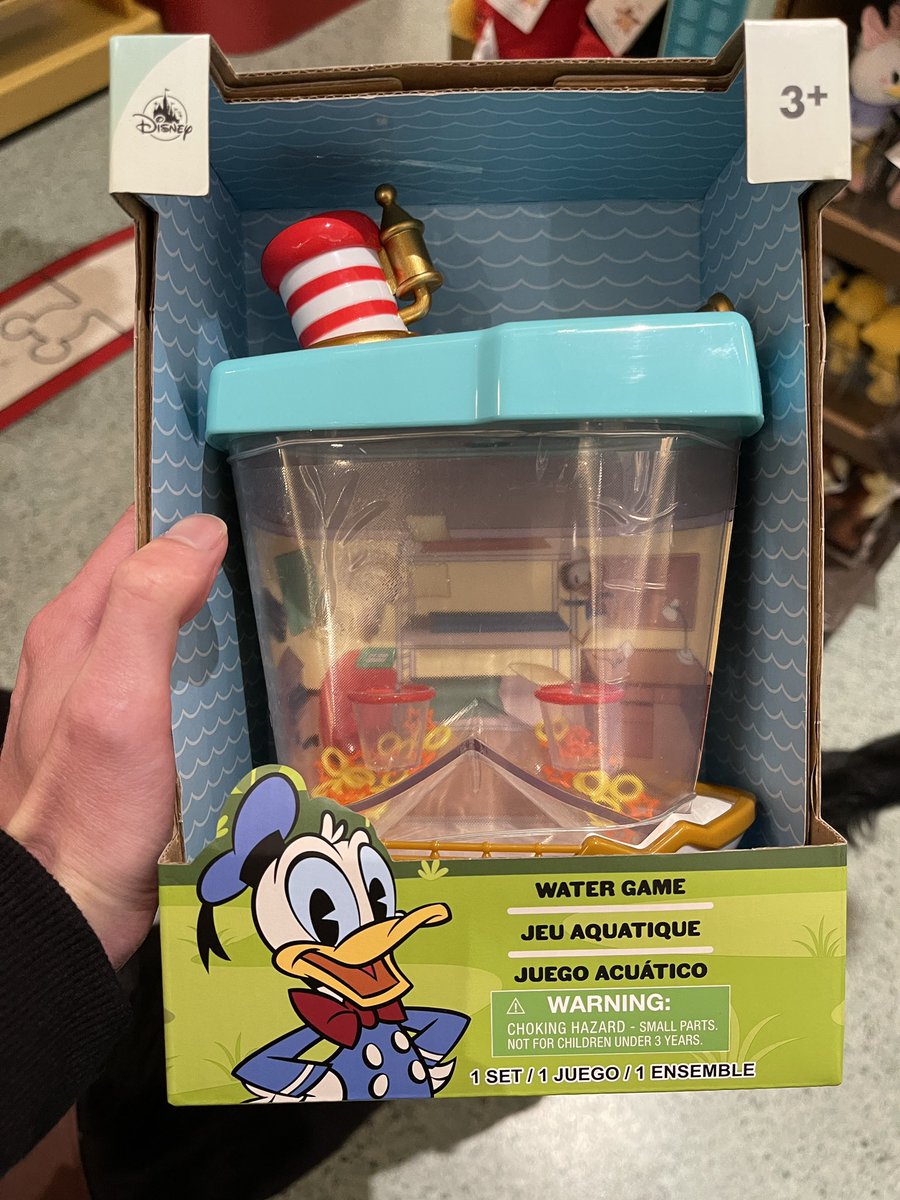 Disney
3+
WATER GAME
JEU AQUATIQUE
JUEGO ACUÁTICO
WARNING:
CHOKING HAZARD - SMALL PARTS.
NOT FOR CHILDREN UNDER 3 YEARS.
1 SET / 1 JUEGO / 1 ENSEMBLE